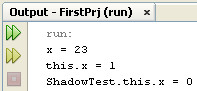 Output - FirstPrj (run)
run:
x = 23
this.x = 1
ShadowTest.this.x = 0